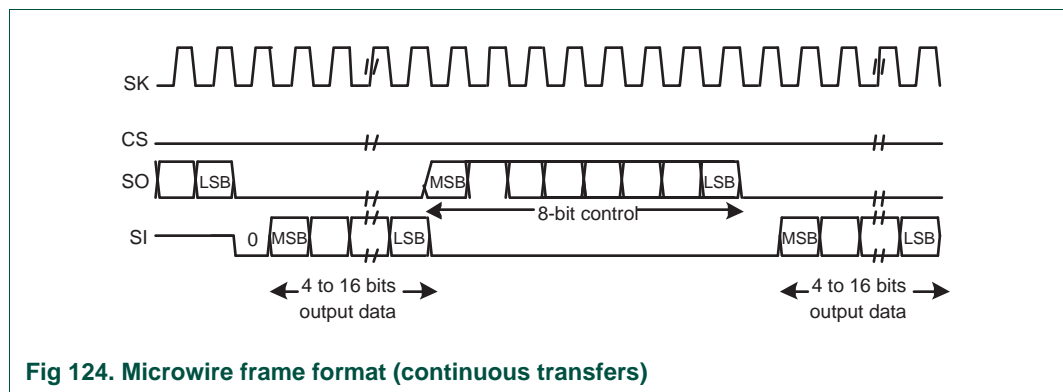 SK
CS
SO LSB MSB LSB
8-bit control
SI 0 MSB LSB MSB LSB
4 to 16 bits 4 to 16 bits
output data output data
Fig 124. Microwire frame format (continuous transfers)